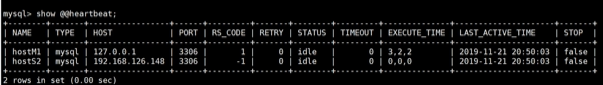 mysql> show @@heartbeat;
+--------+-------+-----------------+------+---------+-------+--------+---------+--------------+---------------------+-------+
| NAME   | TYPE  | HOST            | PORT | RS_CODE | RETRY | STATUS | TIMEOUT | EXECUTE_TIME | LAST_ACTIVE_TIME    | STOP  |
+--------+-------+-----------------+------+---------+-------+--------+---------+--------------+---------------------+-------+
| hostM1 | mysql | 127.0.0.1       | 3306 |       1 |     0 | idle   |       0 | 3,2,2        | 2019-11-21 20:50:03 | false |
| hostS2 | mysql | 192.168.126.148 | 3306 |      -1 |     0 | idle   |       0 | 0,0,0        | 2019-11-21 20:50:03 | false |
+--------+-------+-----------------+------+---------+-------+--------+---------+--------------+---------------------+-------+
2 rows in set (0.00 sec)